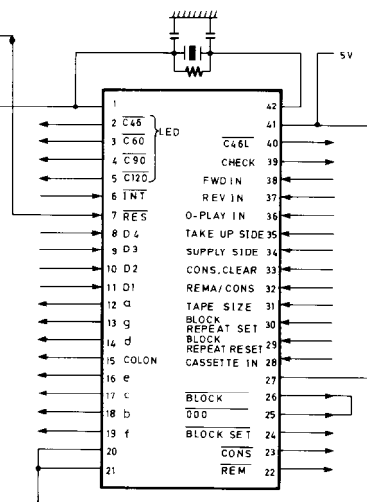 5V
1
42
2 C46
41
3 C60
LED
C46L 40
4 C90
CHECK 39
5 C120
FWD IN 38
6 INT
REV IN 37
7 RES
O-PLAY IN 36
8 D4
TAKE UP SIDE 35
9 D3
SUPPLY SIDE 34
10 D2
CONS.CLEAR 33
11 D1
REMA/CONS 32
12 a
TAPE SIZE 31
13 g
BLOCK
REPEAT SET 30
14 d
BLOCK
REPEAT RESET 29
15 COLON
CASSETTE IN 28
16 e
27
17 c
BLOCK 26
18 b
000 25
19 f
BLOCK SET 24
20
CONS 23
21
REM 22